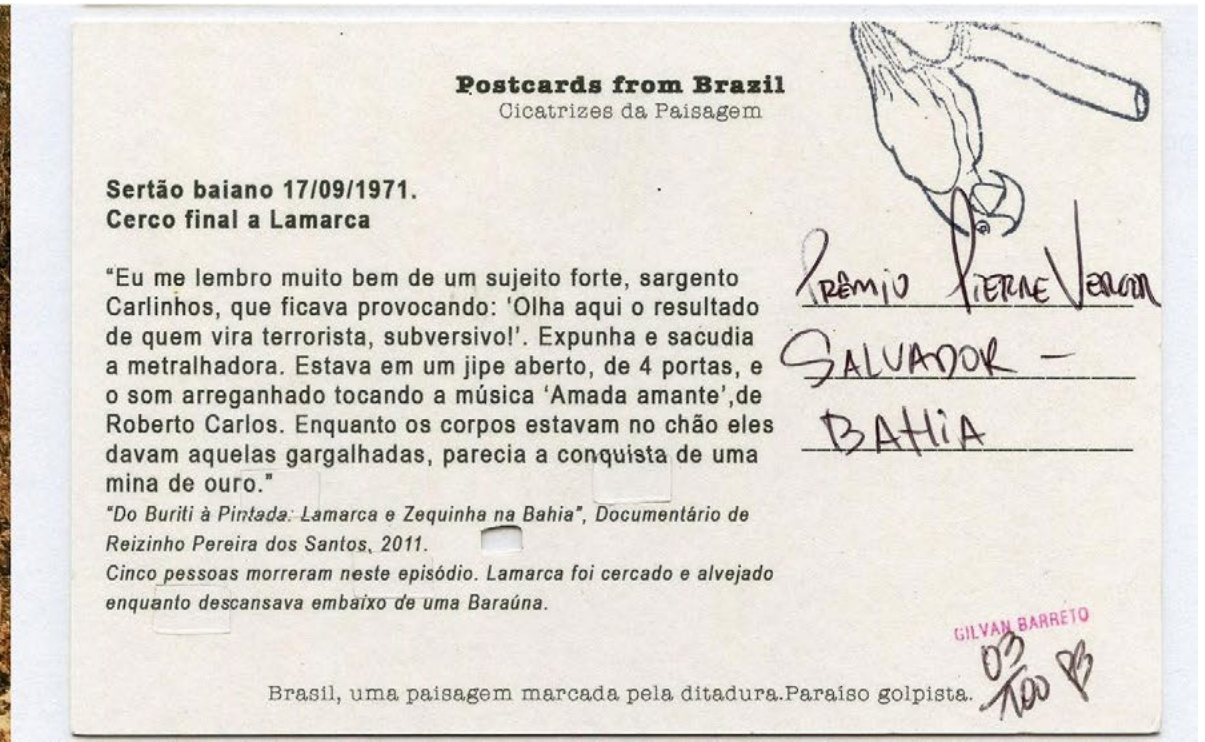 Postcards from Brazil
Cicatrizes da Paisagem
Sertão baiano 17/09/1971.
Cerco final a Lamarca
“Eu me lembro muito bem de um sujeito forte, sargento
Carlinhos, que ficava provocando: ‘Olha aqui o resultado
de quem vira terrorista, subversivo!’. Expunha e sacudia
a metralhadora. Estava em um jipe aberto, de 4 portas, e
o som arreganhado tocando a música ‘Amada amante’,de
Roberto Carlos. Enquanto os corpos estavam no chão eles
davam aquelas gargalhadas, parecia a conquista de uma
mina de ouro."
"Do Buriti à Pintada: Lamarca e Zequinha na Bahia", Documentário de
Reizinho Pereira dos Santos, 2011.
Cinco pessoas morreram neste episódio. Lamarca foi cercado e alvejado
enquanto descansava embaixo de uma Baraúna.
PRÊMIO PIERRE VERGER
SALVADOR –
BAHIA
GILVAN BARRETO
03/100
Brasil, uma paisagem marcada pela ditadura.Paraíso golpista.